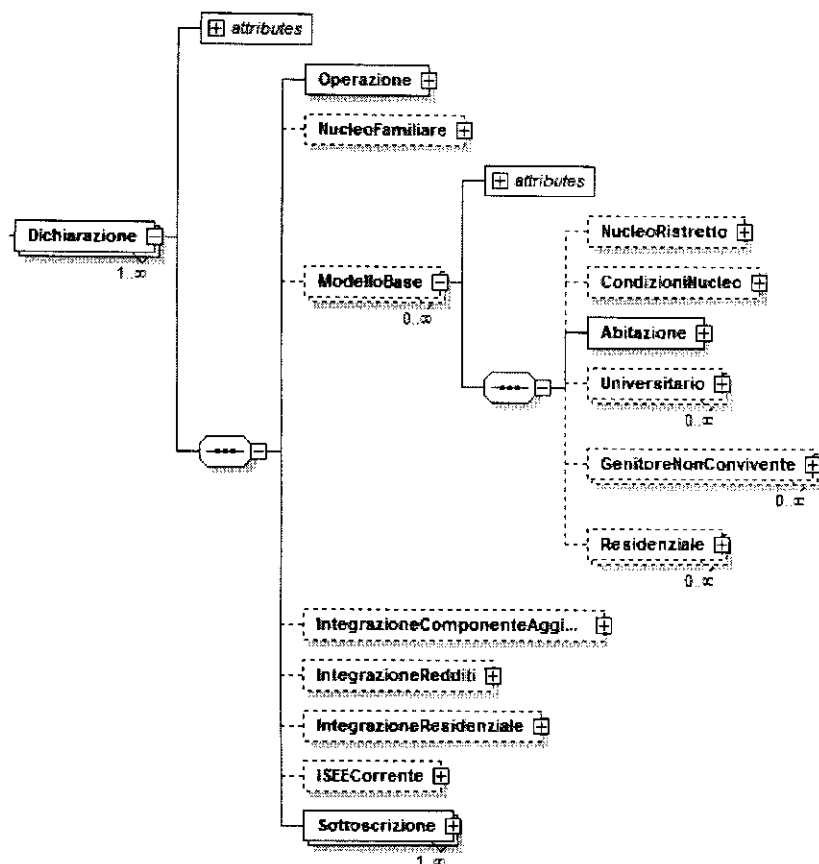 attributes
Operazione
NucleoFamiliare
attributes
Dichiarazione
1..∞
NucleoRistretto
CondizioniNucleo
ModelloBase
0..∞
Abitazione
Universitario
0..∞
GenitoreNonConvivente
0..∞
Residenziale
0..∞
IntegrazioneComponenteAggi...
IntegrazioneRedditi
IntegrazioneResidenziale
ISEECorrente
Sottoscrizione
1..∞